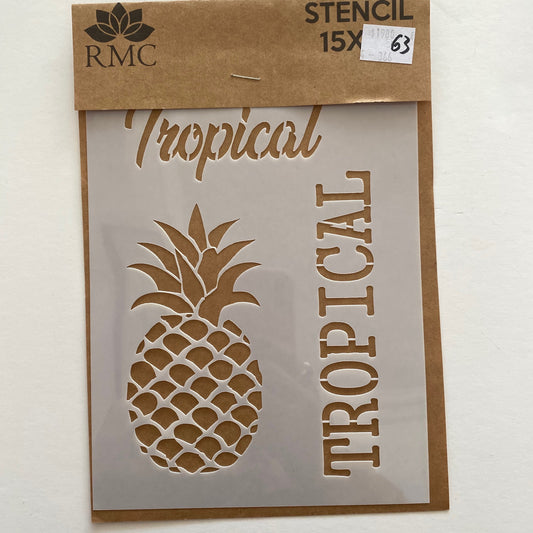 RMC
STENCIL
15X
63
Tropical
TROPICAL